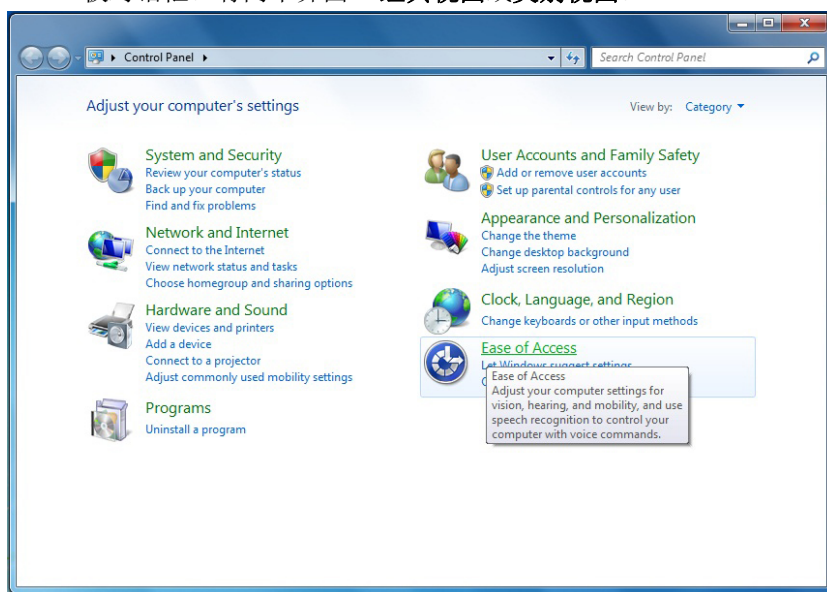 Control Panel
Search Control Panel
Adjust your computer's settings
View by: Category
System and Security
Review your computer's status
Back up your computer
Find and fix problems
Network and Internet
Connect to the Internet
View network status and tasks
Choose homegroup and sharing options
Hardware and Sound
View devices and printers
Add a device
Connect to a projector
Adjust commonly used mobility settings
Programs
Uninstall a program
User Accounts and Family Safety
Add or remove user accounts
Set up parental controls for any user
Appearance and Personalization
Change the theme
Change desktop background
Adjust screen resolution
Clock, Language, and Region
Change keyboards or other input methods
Ease of Access
Let Windows suggest settings
Ease of Access
Adjust your computer settings for
vision, hearing, and mobility, and use
speech recognition to control your
computer with voice commands.